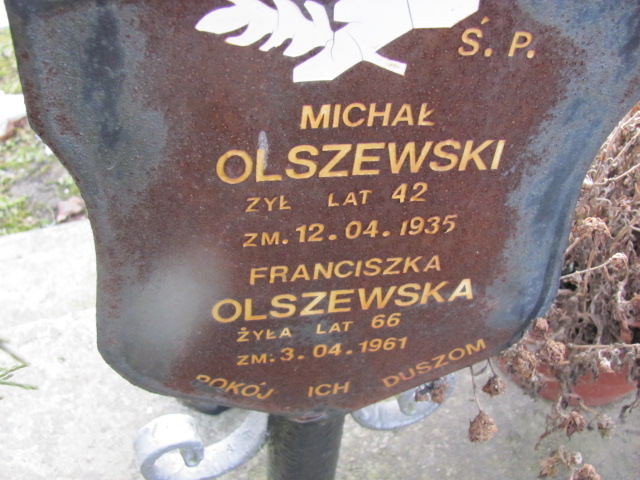 Ś. P.
MICHAŁ
OLSZEWSKI
ZYŁ LAT 42
ZM. 12. 04. 1935
FRANCISZKA
OLSZEWSKA
ŻYŁA LAT 66
ZM. 3. 04. 1961
POKÓJ ICH DUSZOM